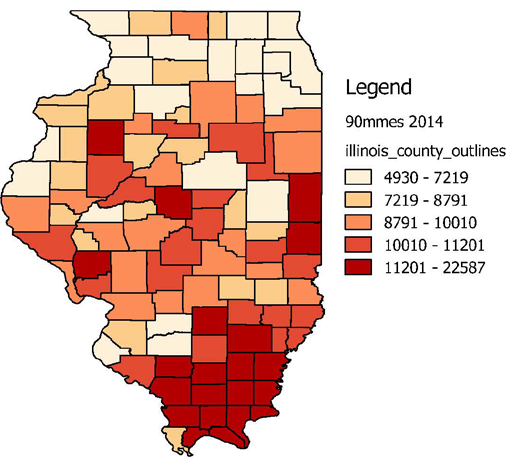 Legend
90mmes 2014
illinois_county_outlines
4930 - 7219
7219 - 8791
8791 - 10010
10010 - 11201
11201 - 22587